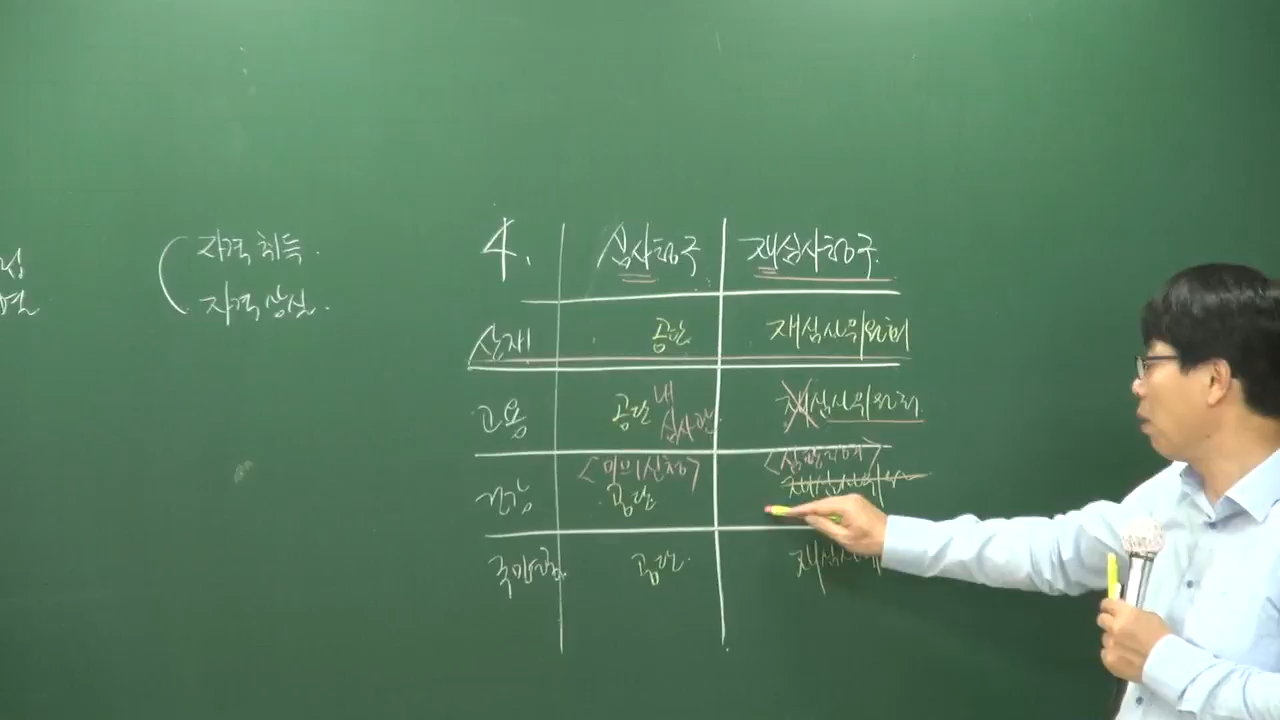 자격취득.
자격상실.
4. 심사청구 재심사청구.
산재 공단 재심사위원회
고용 공단 내 심사관 재심사위원회.
<이의신청> <심판청구>
건강 공단 재심사위
국민연금 공단.